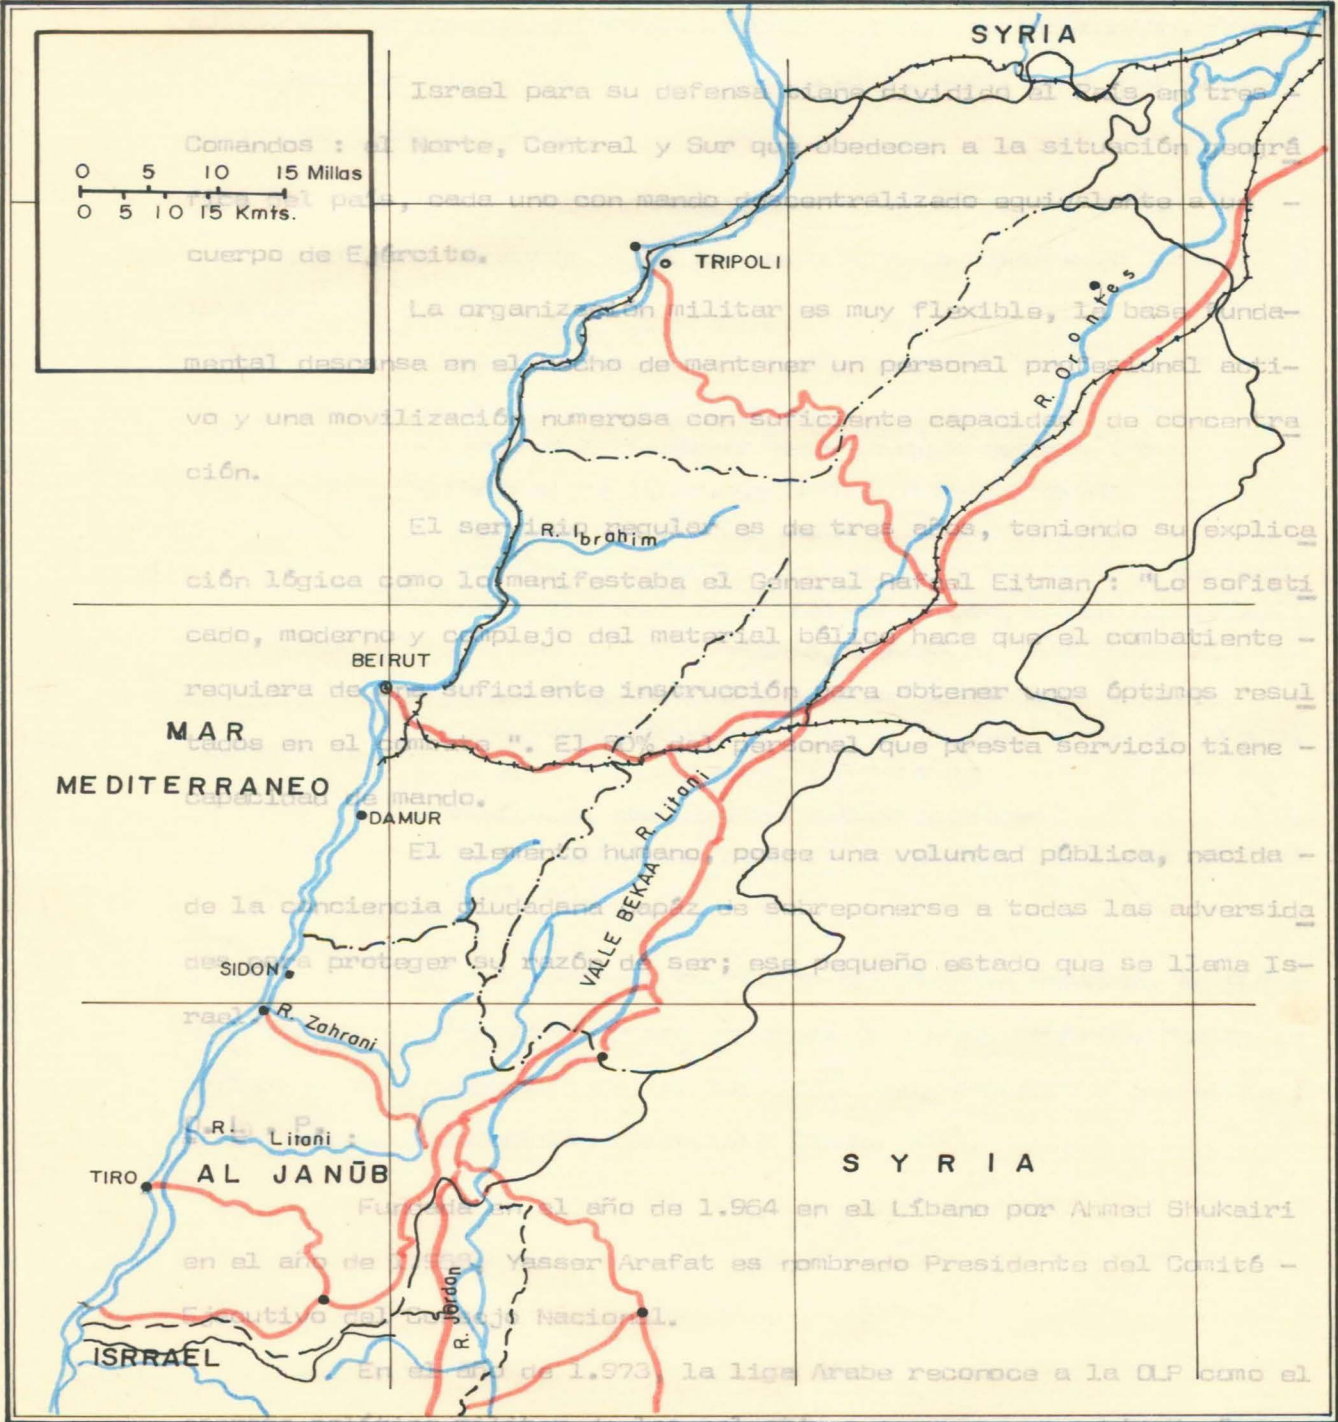 SYRIA
Israel para su defensa tiene dividido el País en tres -
Comandos : el Norte, Central y Sur que obedecen a la situación geográ
0 5 10 15 Millas
0 5 10 15 Kmts.
fica del país, cada uno con mando descentralizado equivalente a un -
cuerpo de Ejército.
TRIPOLI
R. Orontes
La organización militar es muy flexible, la base funda-
mental descansa en el hecho de mantener un personal profesional acti-
vo y una movilización numerosa con suficiente capacidad de concentra
ción.
El servicio regular es de tres años, teniendo su explica
R. Ibrahim
ción lógica como lo manifestaba el General Rafael Eitman : "Lo sofisti
cado, moderno y complejo del material bélico hace que el combatiente -
BEIRUT
requiera de una suficiente instrucción para obtener unos óptimos resul
MAR
MEDITERRANEO
tados en el combate ". El % del personal que presta servicio tiene -
capacidad de mando.
R. Litani
DAMUR
El elemento humano, posee una voluntad pública, nacida -
de la conciencia ciudadana capáz de sobreponerse a todas las adversida
VALLE BEKAA
SIDON
des para proteger su razón de ser; ese pequeño estado que se llama Is-
rael.
R. Zahrani
O. L . P. :
R. Litani
TIRO
AL JANŪB
SYRIA
Fundada en el año de 1.964 en el Líbano por Ahmed Shukairi
en el año de Yasser Arafat es nombrado Presidente del Comité -
R. Jordan
Ejecutivo del Consejo Nacional.
ISRRAEL
En el año de 1.973, la liga Arabe reconoce a la OLP como el